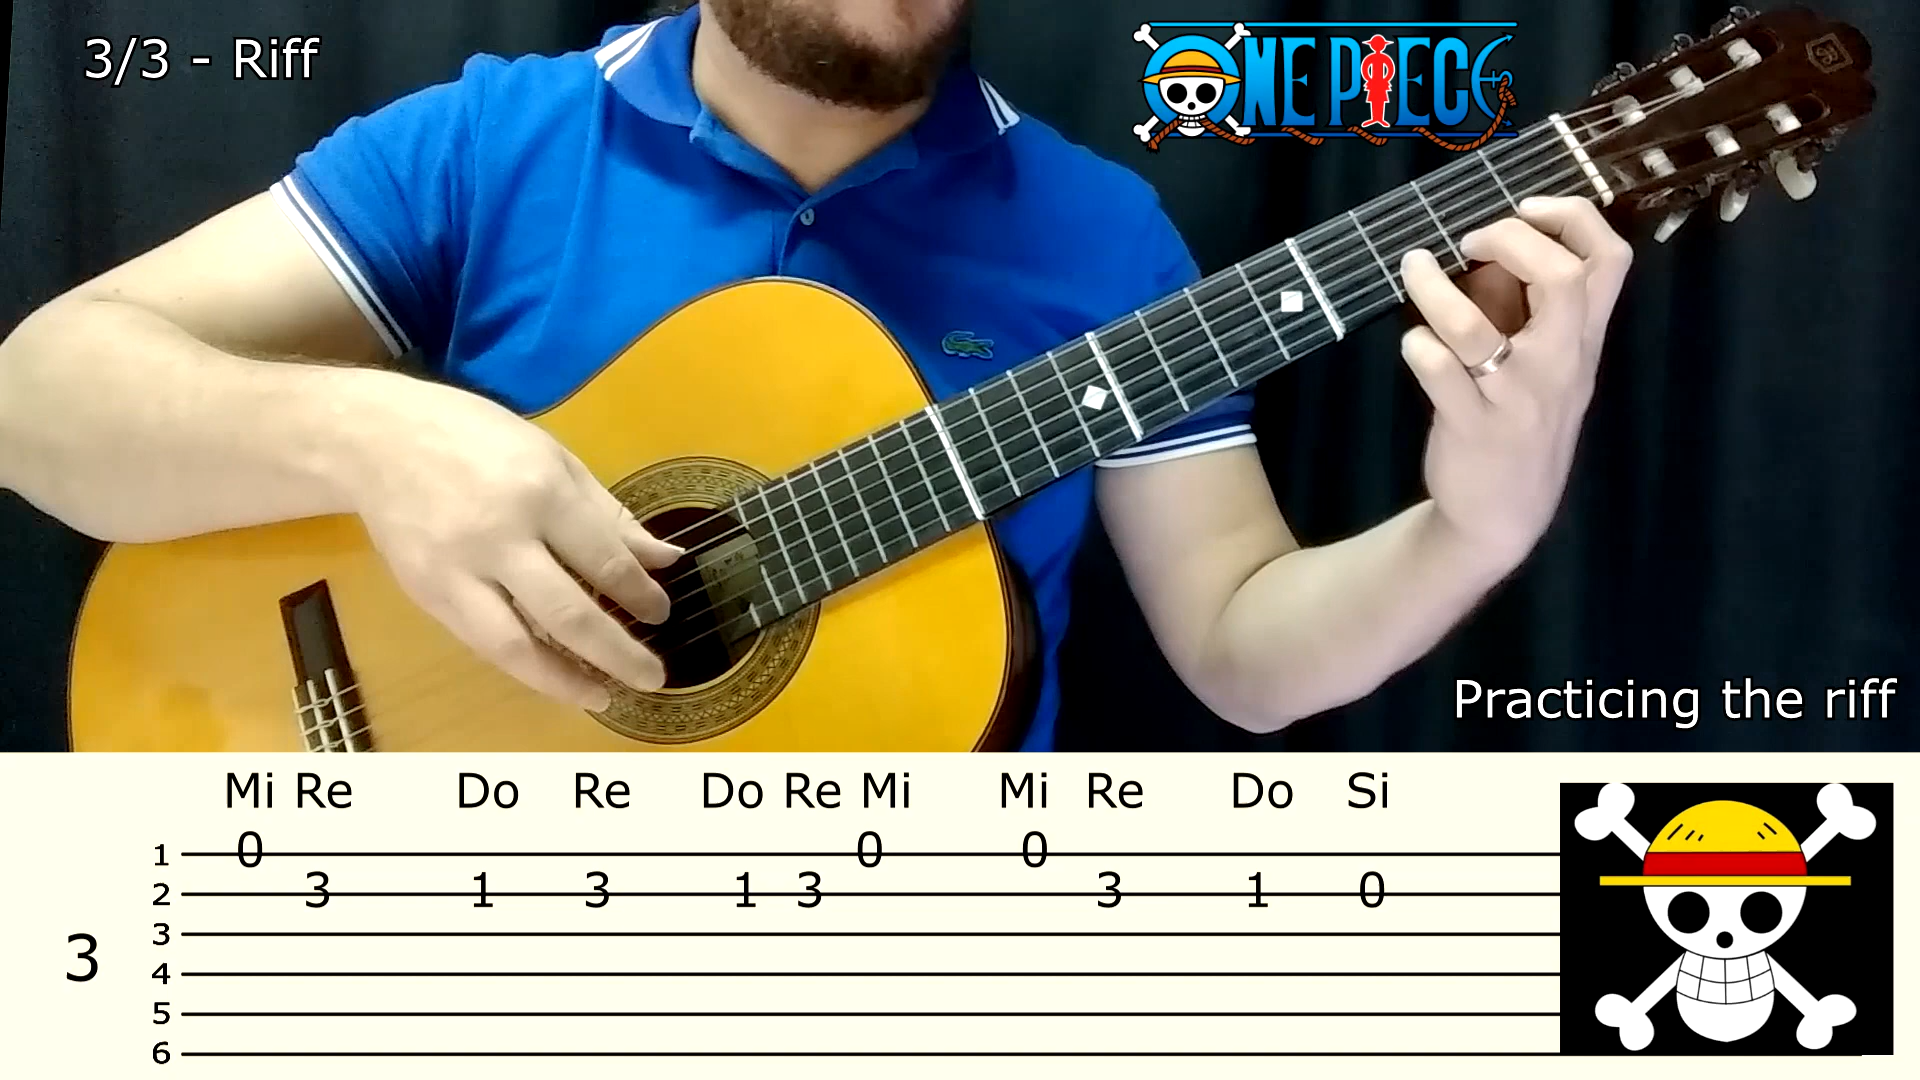 3/3 - Riff
ONE PIECE
Practicing the riff
Mi Re Do Re Do Re Mi Mi Re Do Si
1 0 0 0
2 3 1 3 1 3 3 1 0
3
3
4
5
6